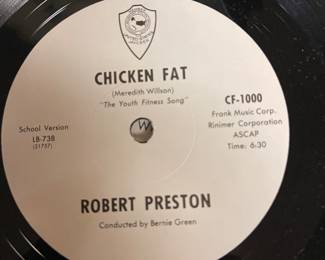 CHICKEN FAT
(Meredith Willson)
"The Youth Fitness Song"
School Version
LB-738
(21757)
CF-1000
Frank Music Corp.
Rinimer Corporation
ASCAP
Time: 6:30
ROBERT PRESTON
Conducted by Bernie Green